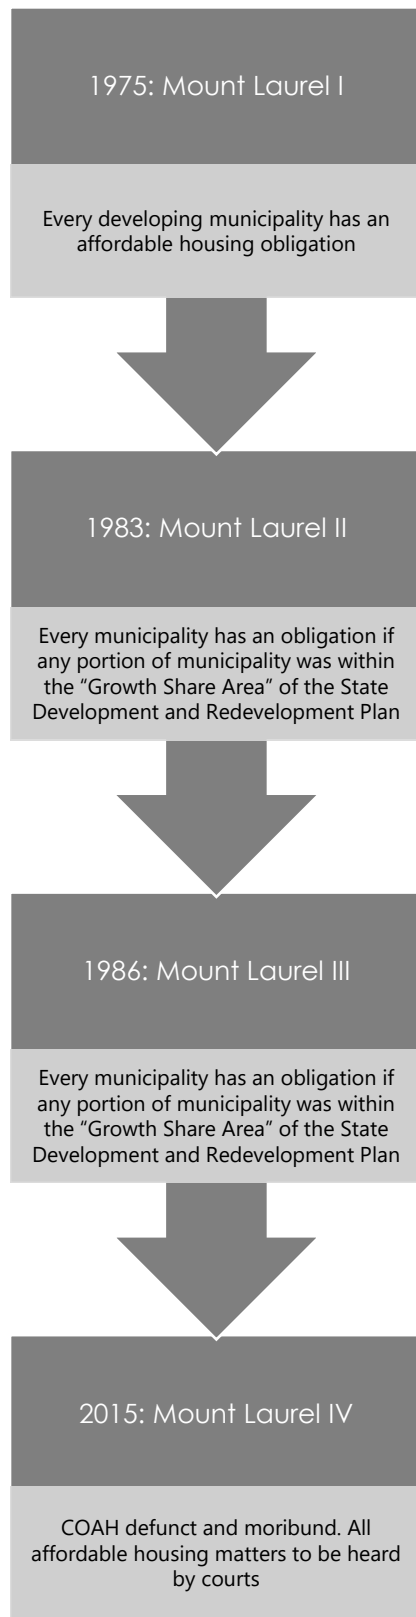 1975: Mount Laurel I
Every developing municipality has an
affordable housing obligation
1983: Mount Laurel II
Every municipality has an obligation if
any portion of municipality was within
the “Growth Share Area” of the State
Development and Redevelopment Plan
1986: Mount Laurel III
Every municipality has an obligation if
any portion of municipality was within
the “Growth Share Area” of the State
Development and Redevelopment Plan
2015: Mount Laurel IV
COAH defunct and moribund. All
affordable housing matters to be heard
by courts